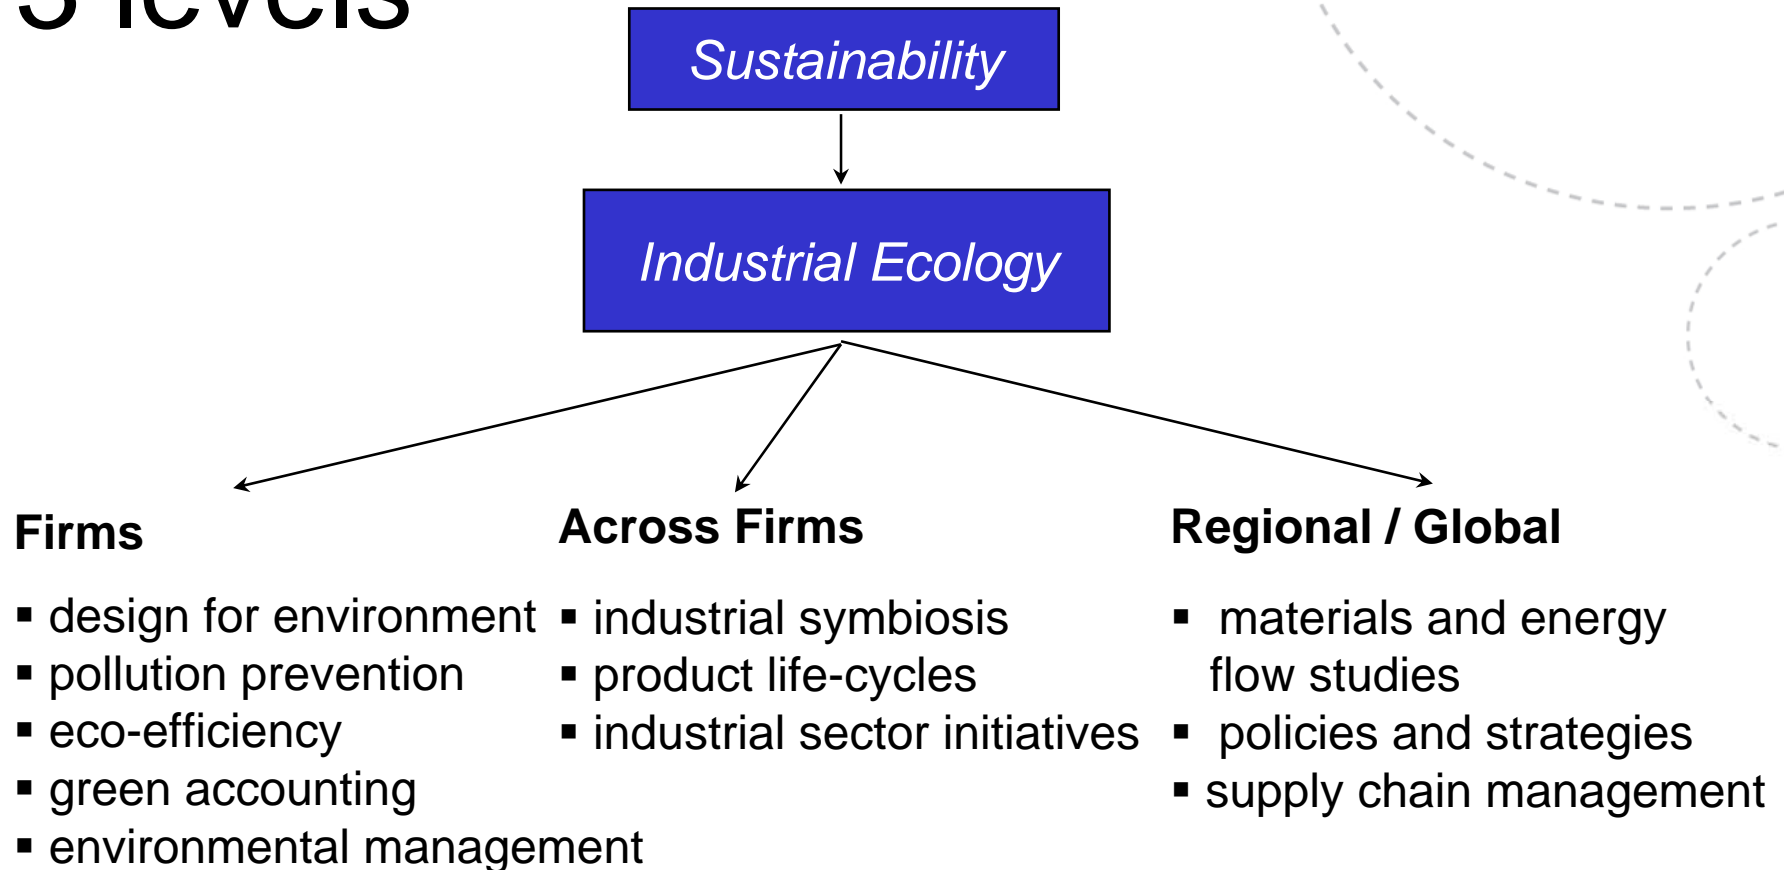 3 levels
Sustainability
Industrial Ecology
Firms
▪ design for environment
▪ pollution prevention
▪ eco-efficiency
▪ green accounting
▪ environmental management
Across Firms
▪ industrial symbiosis
▪ product life-cycles
▪ industrial sector initiatives
Regional / Global
▪ materials and energy
flow studies
▪ policies and strategies
▪ supply chain management